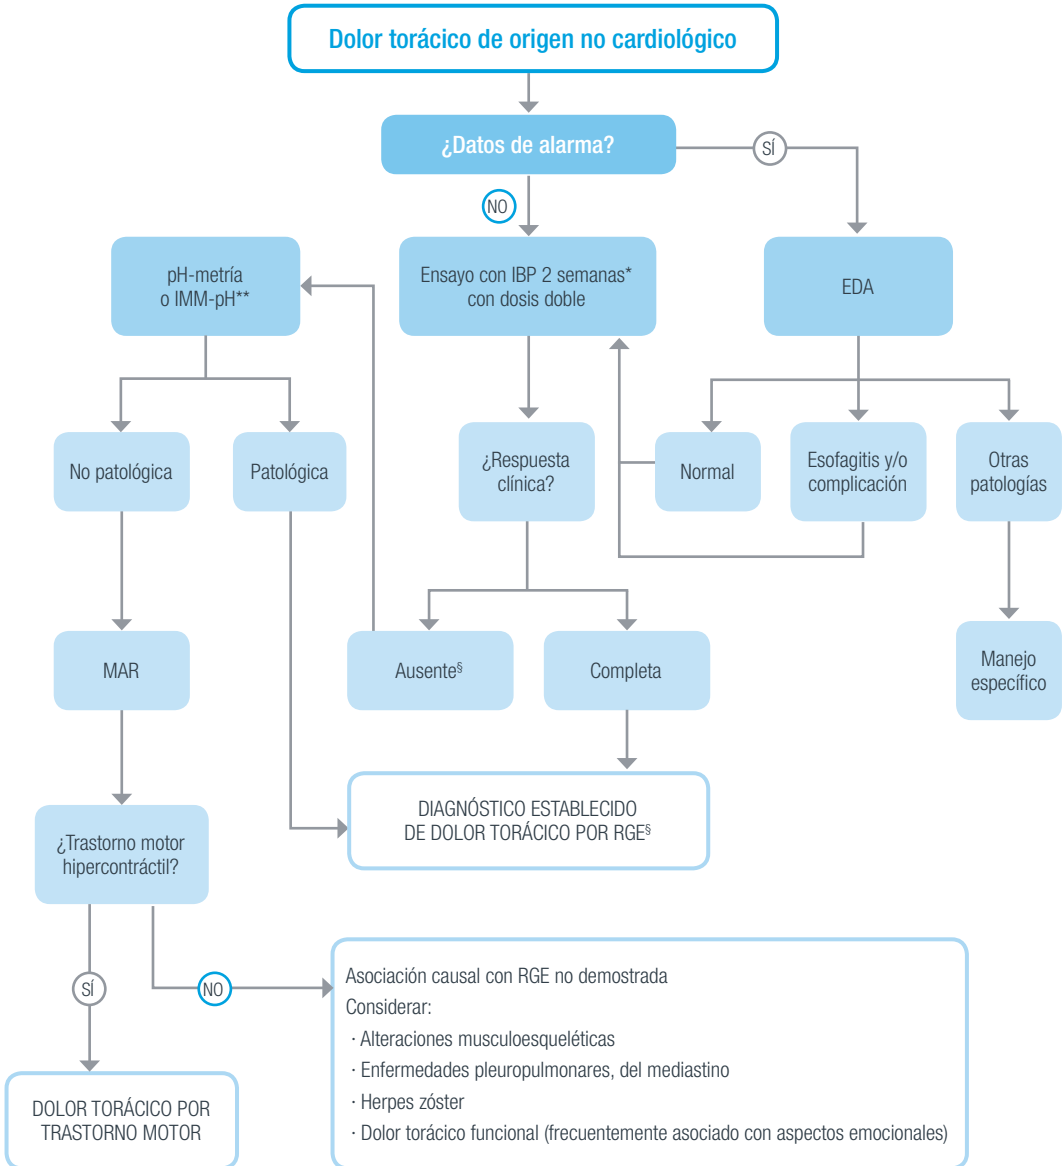 Dolor torácico de origen no cardiológico
¿Datos de alarma?
SÍ
NO
pH-metría
o IMM-pH**
Ensayo con IBP 2 semanas*
con dosis doble
EDA
No patológica
Patológica
¿Respuesta
clínica?
Normal
Esofagitis y/o
complicación
Otras
patologías
MAR
Ausente§
Completa
Manejo
específico
¿Trastorno motor
hipercontráctil?
DIAGNÓSTICO ESTABLECIDO
DE DOLOR TORÁCICO POR RGE§
SÍ
NO
DOLOR TORÁCICO POR
TRASTORNO MOTOR
Asociación causal con RGE no demostrada
Considerar:
· Alteraciones musculoesqueléticas
· Enfermedades pleuropulmonares, del mediastino
· Herpes zóster
· Dolor torácico funcional (frecuentemente asociado con aspectos emocionales)